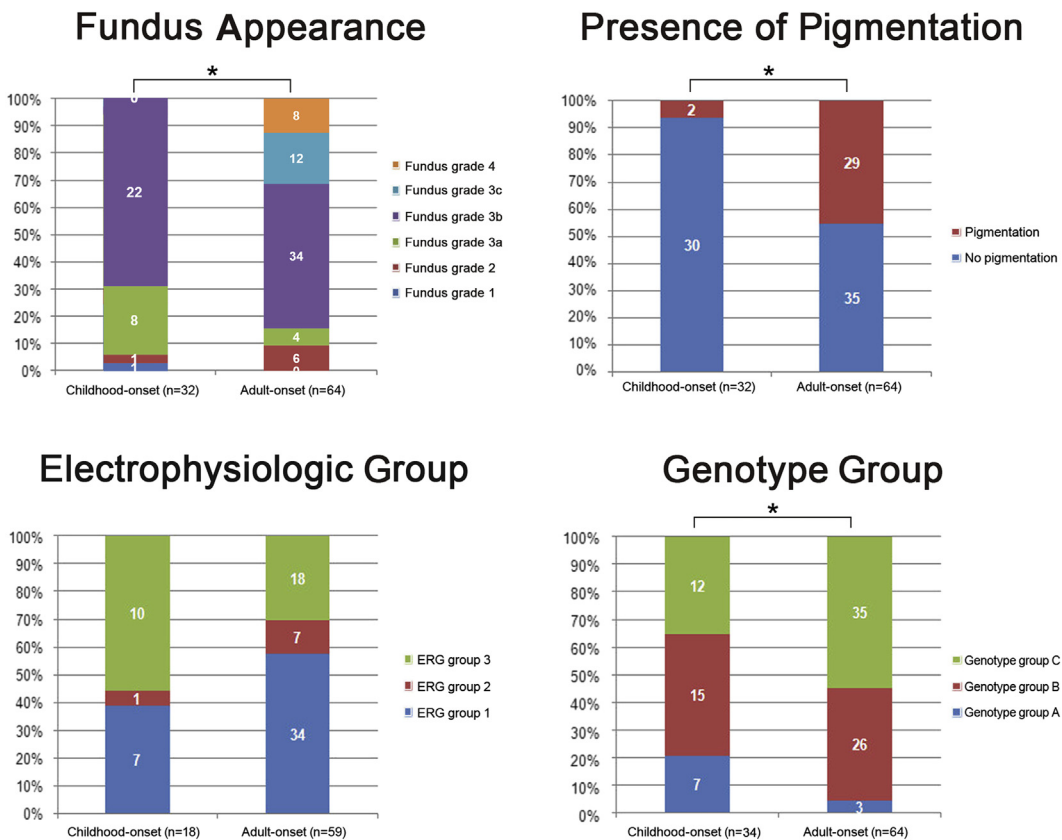 Fundus Appearance
*
100%
90%
80%
70%
60%
50%
40%
30%
20%
10%
0%
0
22
8
1
1
8
12
34
4
6
0
Childhood-onset (n=32)
Adult-onset (n=64)
Fundus grade 4
Fundus grade 3c
Fundus grade 3b
Fundus grade 3a
Fundus grade 2
Fundus grade 1
Presence of Pigmentation
*
100%
90%
80%
70%
60%
50%
40%
30%
20%
10%
0%
2
30
29
35
Childhood-onset (n=32)
Adult-onset (n=64)
Pigmentation
No pigmentation
Electrophysiologic Group
100%
90%
80%
70%
60%
50%
40%
30%
20%
10%
0%
10
1
7
18
7
34
Childhood-onset (n=18)
Adult-onset (n=59)
ERG group 3
ERG group 2
ERG group 1
Genotype Group
*
100%
90%
80%
70%
60%
50%
40%
30%
20%
10%
0%
12
15
7
35
26
3
Childhood-onset (n=34)
Adult-onset (n=64)
Genotype group C
Genotype group B
Genotype group A